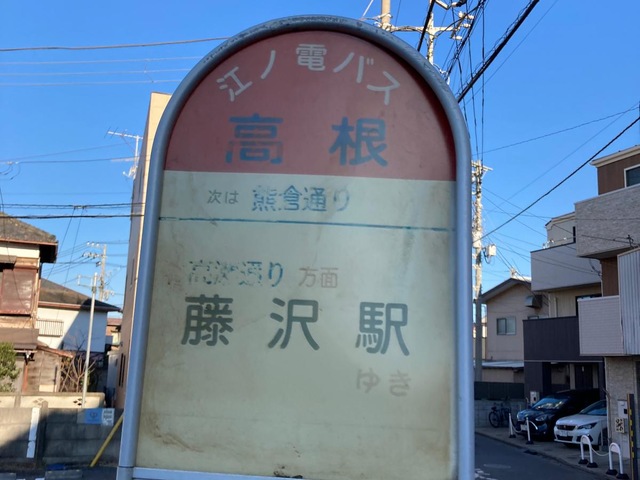 江ノ電バス
高根
次は 熊倉通り
高砂通り 方面
藤沢駅
ゆき